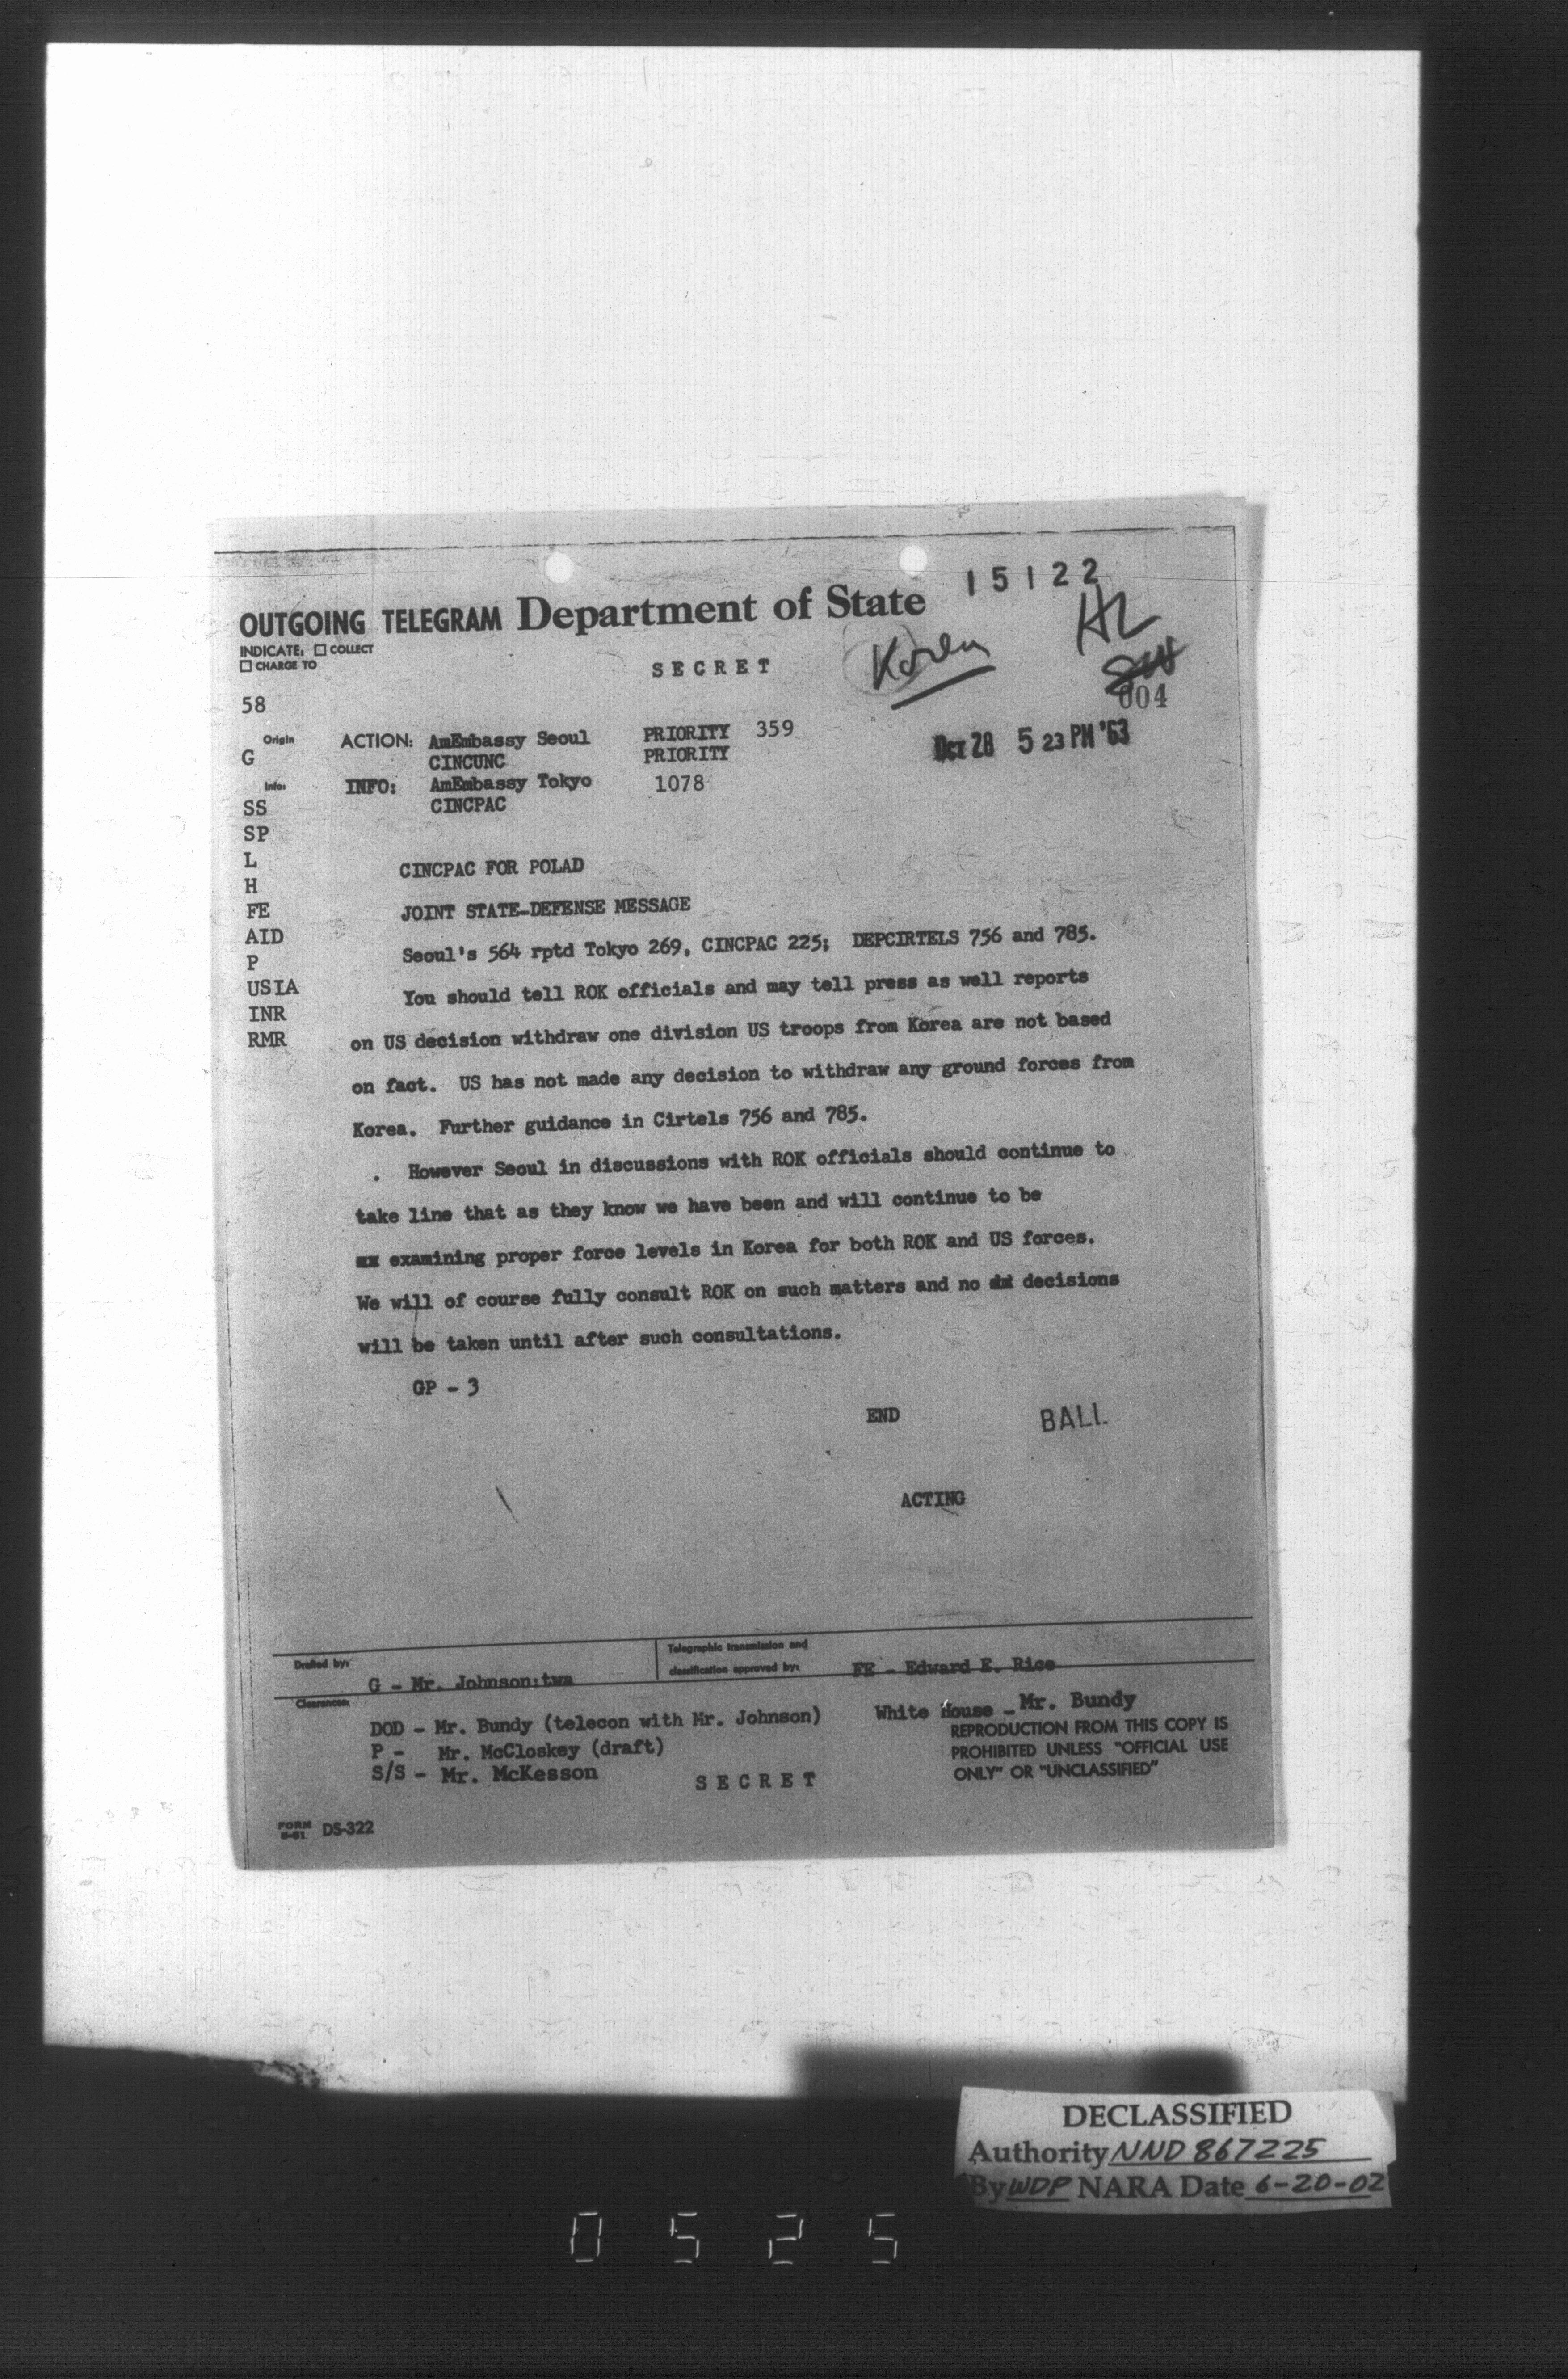 15122
OUTGOING TELEGRAM Department of State
INDICATE: ☐ COLLECT
☐ CHARGE TO
SECRET
Korea
HL
004
58
Origin
G
ACTION: AmEmbassy Seoul PRIORITY 359
CINCUNC PRIORITY
Oct 28 5 23 PM '63
Info:
INFO: AmEmbassy Tokyo 1078
CINCPAC
SS
SP
L
H
FE
AID
P
USIA
INR
RMR
CINCPAC FOR POLAD
JOINT STATE-DEFENSE MESSAGE
Seoul's 564 rptd Tokyo 269, CINCPAC 225; DEPCIRTELS 756 and 785.
You should tell ROK officials and may tell press as well reports
on US decision withdraw one division US troops from Korea are not based
on fact. US has not made any decision to withdraw any ground forces from
Korea. Further guidance in Cirtels 756 and 785.
. However Seoul in discussions with ROK officials should continue to
take line that as they know we have been and will continue to be
examining proper force levels in Korea for both ROK and US forces.
We will of course fully consult ROK on such matters and no decisions
will be taken until after such consultations.
GP - 3
END
BALL
ACTING
Drafted by:
G - Mr. Johnson:twa
Telegraphic transmission and
classification approved by: FE - Edward E. Rice
Clearances:
DOD - Mr. Bundy (telecon with Mr. Johnson)
P - Mr. McCloskey (draft)
S/S - Mr. McKesson
White House - Mr. Bundy
REPRODUCTION FROM THIS COPY IS
PROHIBITED UNLESS "OFFICIAL USE
ONLY" OR "UNCLASSIFIED"
SECRET
FORM
8-61 DS-322
DECLASSIFIED
Authority NND 867225
By WDP NARA Date 6-20-02
0525